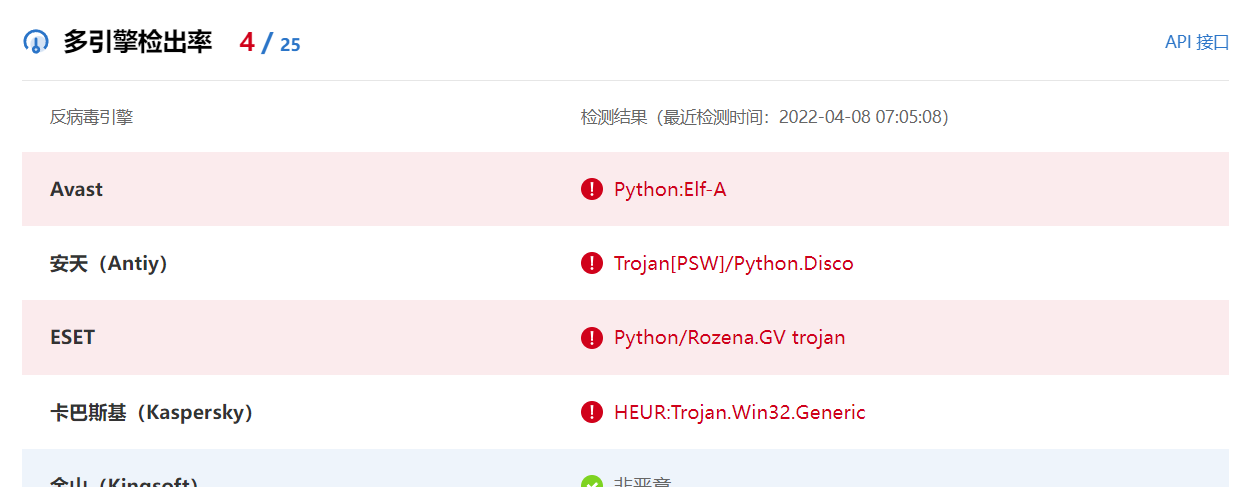 多引擎检出率 4 / 25 API 接口
反病毒引擎 检测结果（最近检测时间：2022-04-08 07:05:08）
Avast Python:Elf-A
安天（Antiy） Trojan[PSW]/Python.Disco
ESET Python/Rozena.GV trojan
卡巴斯基（Kaspersky） HEUR:Trojan.Win32.Generic
金山（Kingsoft） 非恶意